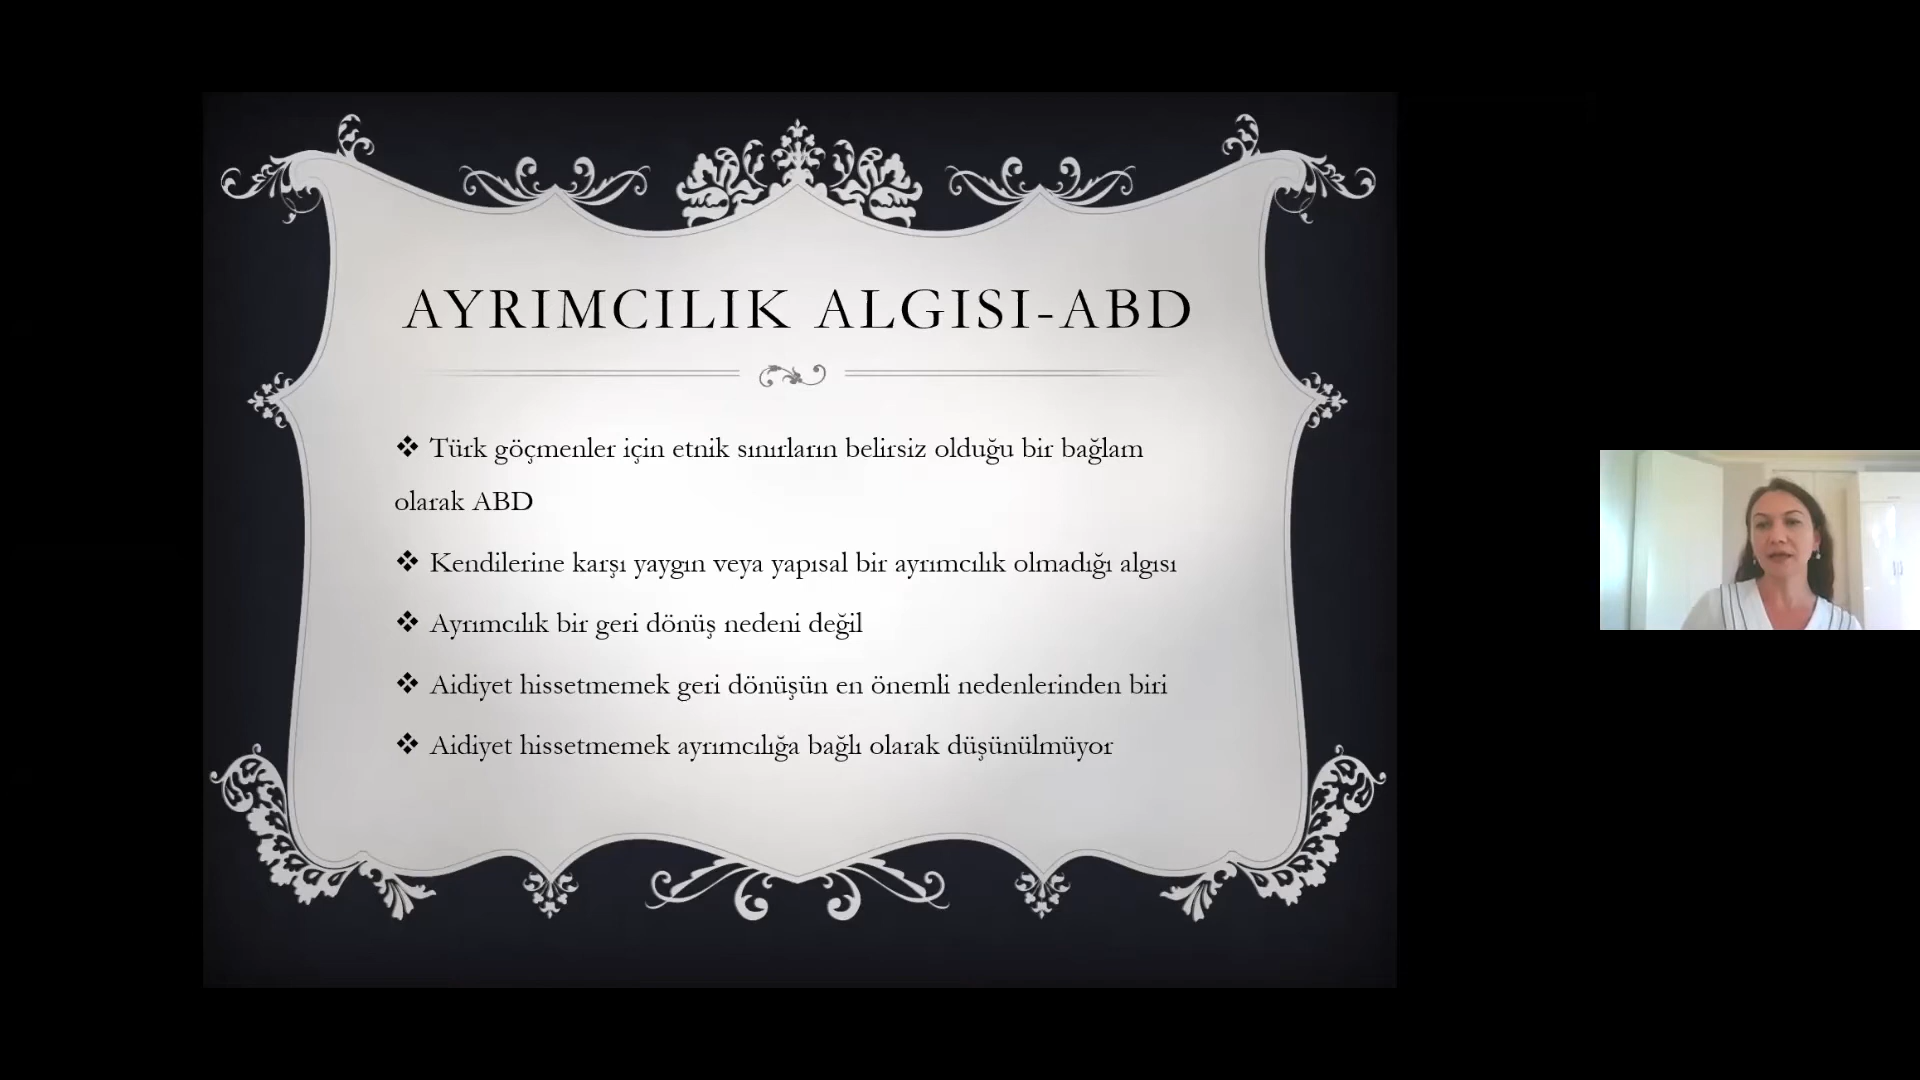 AYRIMCILIK ALGISI-ABD
❖ Türk göçmenler için etnik sınırların belirsiz olduğu bir bağlam
olarak ABD
❖ Kendilerine karşı yaygın veya yapısal bir ayrımcılık olmadığı algısı
❖ Ayrımcılık bir geri dönüş nedeni değil
❖ Aidiyet hissetmemek geri dönüşün en önemli nedenlerinden biri
❖ Aidiyet hissetmemek ayrımcılığa bağlı olarak düşünülmüyor